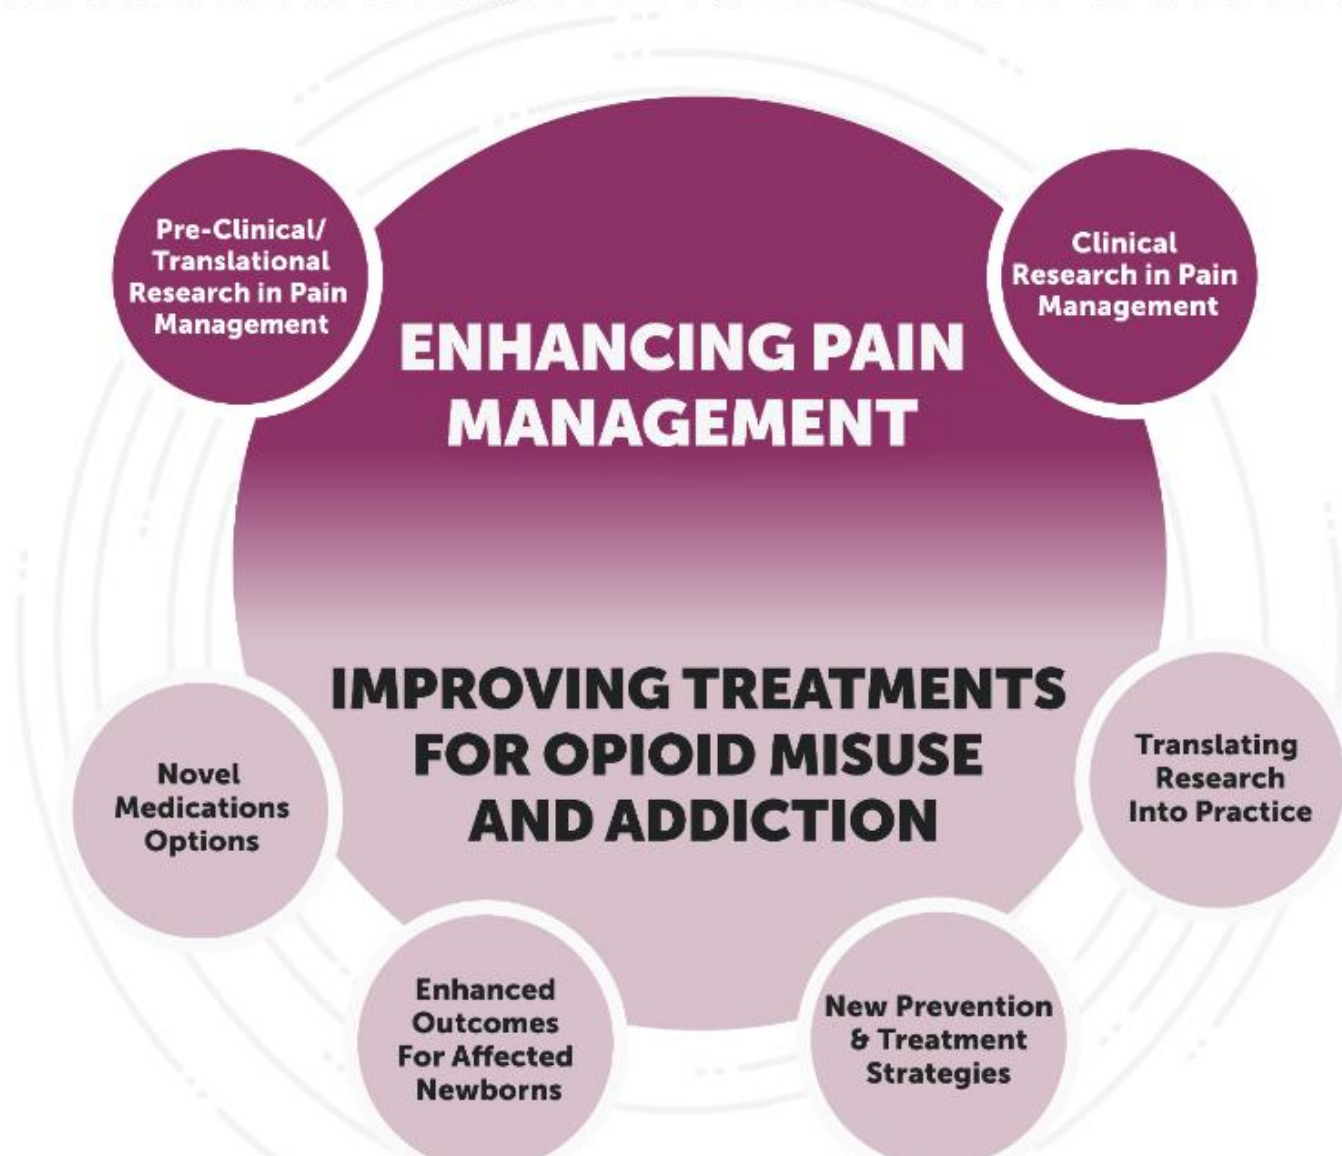 Pre-Clinical/
Translational
Research in Pain
Management
Clinical
Research in Pain
Management
ENHANCING PAIN
MANAGEMENT
IMPROVING TREATMENTS
FOR OPIOID MISUSE
AND ADDICTION
Novel
Medications
Options
Translating
Research
Into Practice
Enhanced
Outcomes
For Affected
Newborns
New Prevention
& Treatment
Strategies